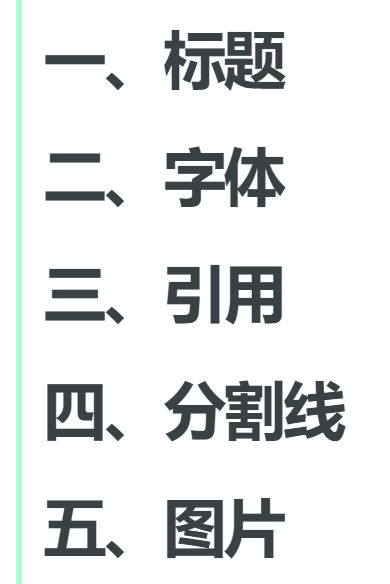 一、标题
二、字体
三、引用
四、分割线
五、图片